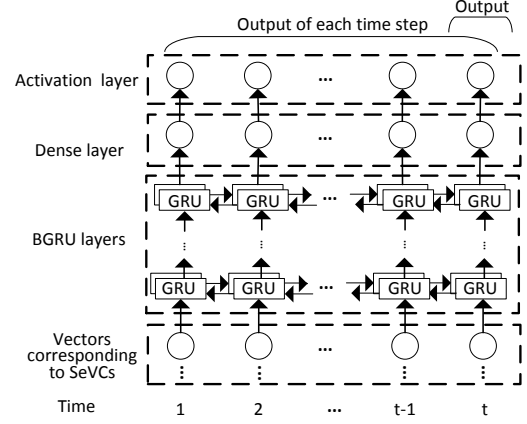 Output
Output of each time step
Activation layer
...
Dense layer
...
GRU GRU ... GRU GRU
BGRU layers
... ... ... ...
GRU GRU ... GRU GRU
Vectors
corresponding
to SeVCs
...
Time 1 2 ... t-1 t